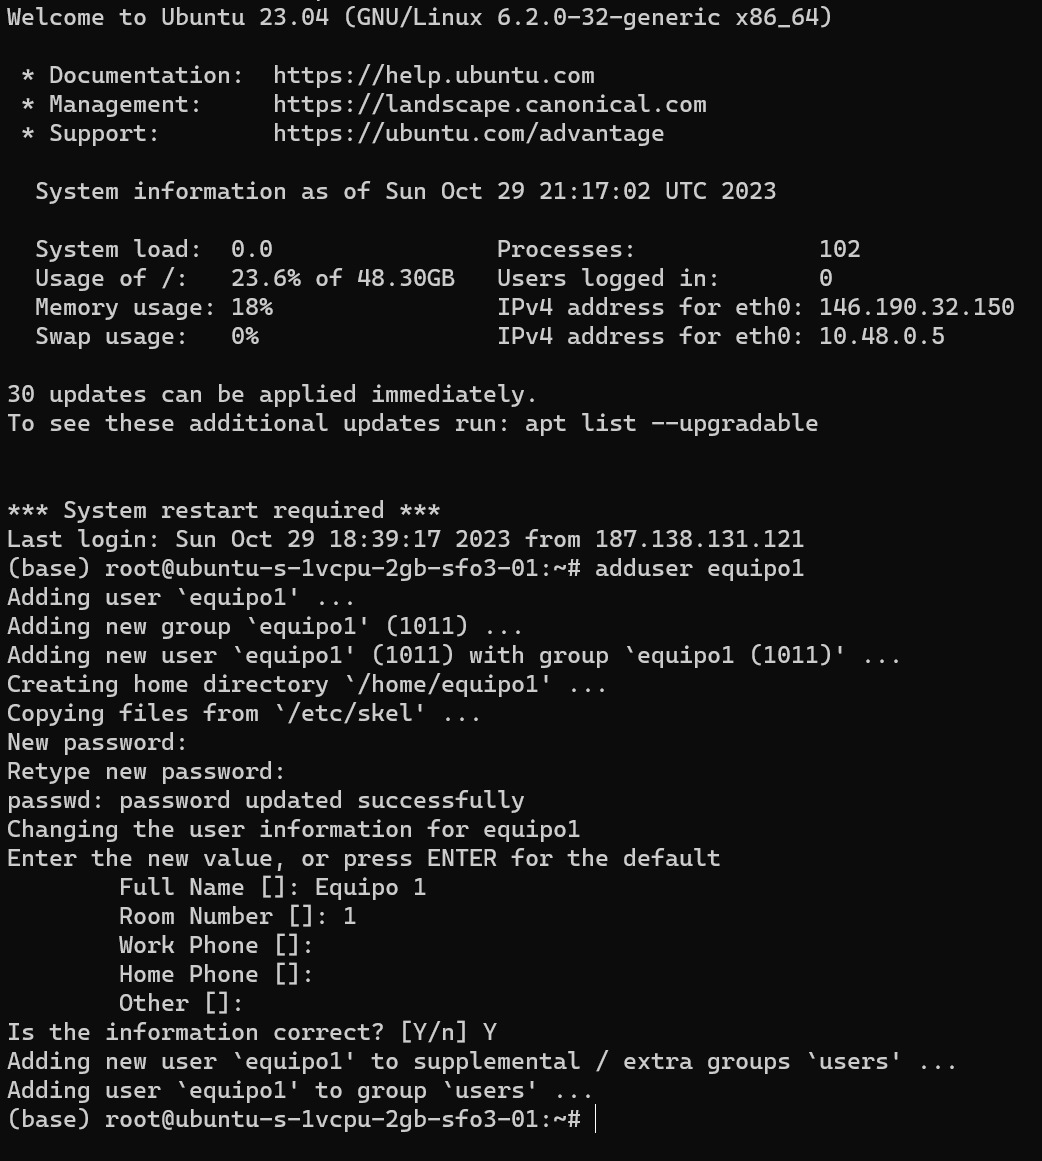 Welcome to Ubuntu 23.04 (GNU/Linux 6.2.0-32-generic x86_64)
* Documentation:  https://help.ubuntu.com
* Management:     https://landscape.canonical.com
* Support:        https://ubuntu.com/advantage
System information as of Sun Oct 29 21:17:02 UTC 2023
System load:  0.0                Processes:             102
Usage of /:   23.6% of 48.30GB   Users logged in:       0
Memory usage: 18%                IPv4 address for eth0: 146.190.32.150
Swap usage:   0%                 IPv4 address for eth0: 10.48.0.5
30 updates can be applied immediately.
To see these additional updates run: apt list --upgradable
*** System restart required ***
Last login: Sun Oct 29 18:39:17 2023 from 187.138.131.121
(base) root@ubuntu-s-1vcpu-2gb-sfo3-01:~# adduser equipo1
Adding user `equipo1' ...
Adding new group `equipo1' (1011) ...
Adding new user `equipo1' (1011) with group `equipo1 (1011)' ...
Creating home directory `/home/equipo1' ...
Copying files from `/etc/skel' ...
New password:
Retype new password:
passwd: password updated successfully
Changing the user information for equipo1
Enter the new value, or press ENTER for the default
Full Name []: Equipo 1
Room Number []: 1
Work Phone []:
Home Phone []:
Other []:
Is the information correct? [Y/n] Y
Adding new user `equipo1' to supplemental / extra groups `users' ...
Adding user `equipo1' to group `users' ...
(base) root@ubuntu-s-1vcpu-2gb-sfo3-01:~#